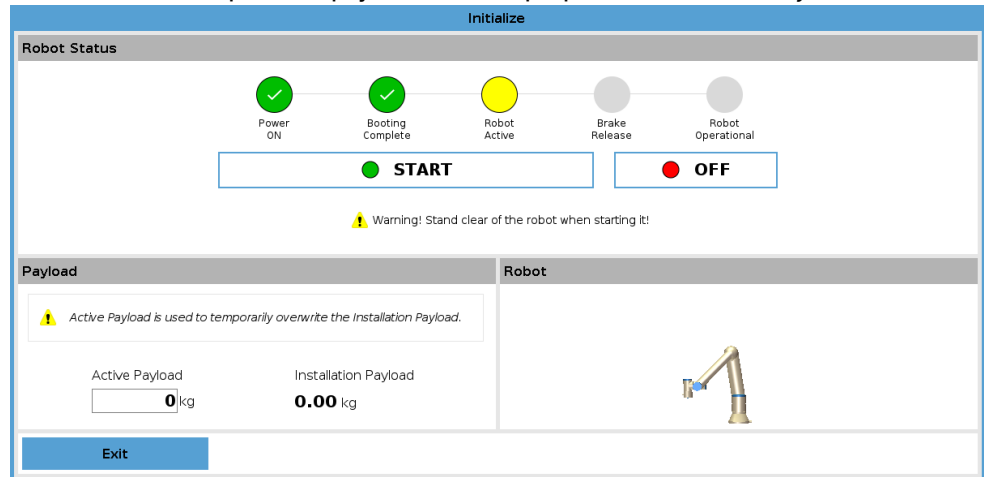 Initialize
Robot Status
Power
ON
Booting
Complete
Robot
Active
Brake
Release
Robot
Operational
START
OFF
Warning! Stand clear of the robot when starting it!
Payload
Robot
Active Payload is used to temporarily overwrite the Installation Payload.
Active Payload
Installation Payload
0 kg
0.00 kg
Exit